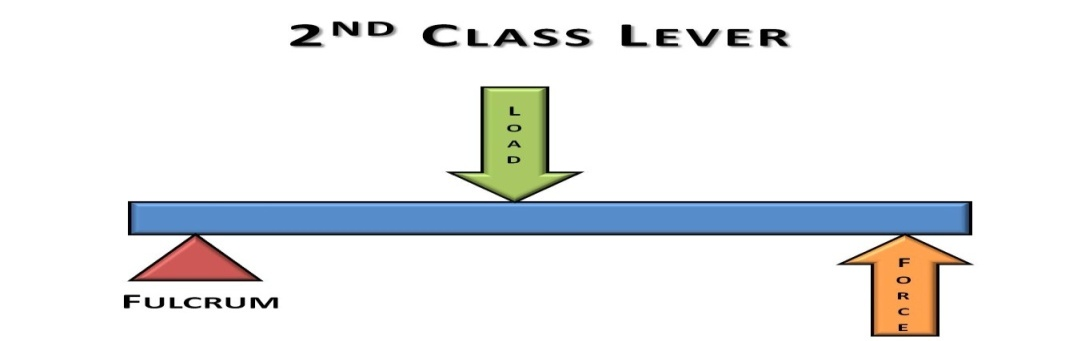 2ND CLASS LEVER
LOAD
FULCRUM
FORCE